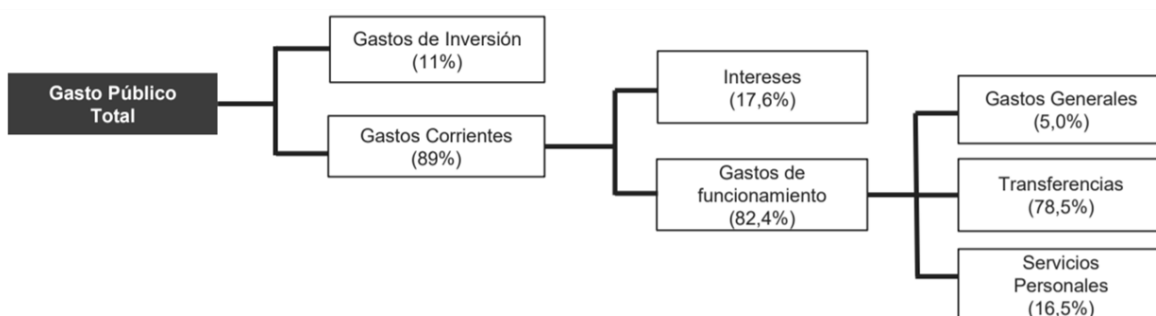 Gasto Público
Total
Gastos de Inversión
(11%)
Gastos Corrientes
(89%)
Intereses
(17,6%)
Gastos de
funcionamiento
(82,4%)
Gastos Generales
(5,0%)
Transferencias
(78,5%)
Servicios
Personales
(16,5%)